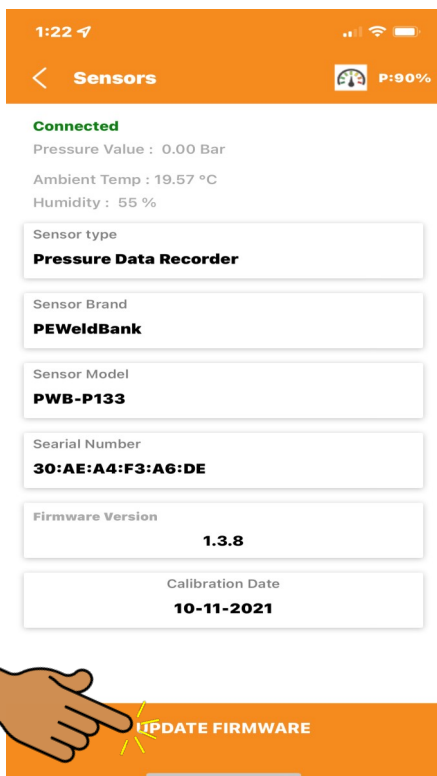 1:22
Sensors
P:90%
Connected
Pressure Value : 0.00 Bar
Ambient Temp : 19.57 °C
Humidity : 55 %
Sensor type
Pressure Data Recorder
Sensor Brand
PEWeldBank
Sensor Model
PWB-P133
Searial Number
30:AE:A4:F3:A6:DE
Firmware Version
1.3.8
Calibration Date
10-11-2021
UPDATE FIRMWARE